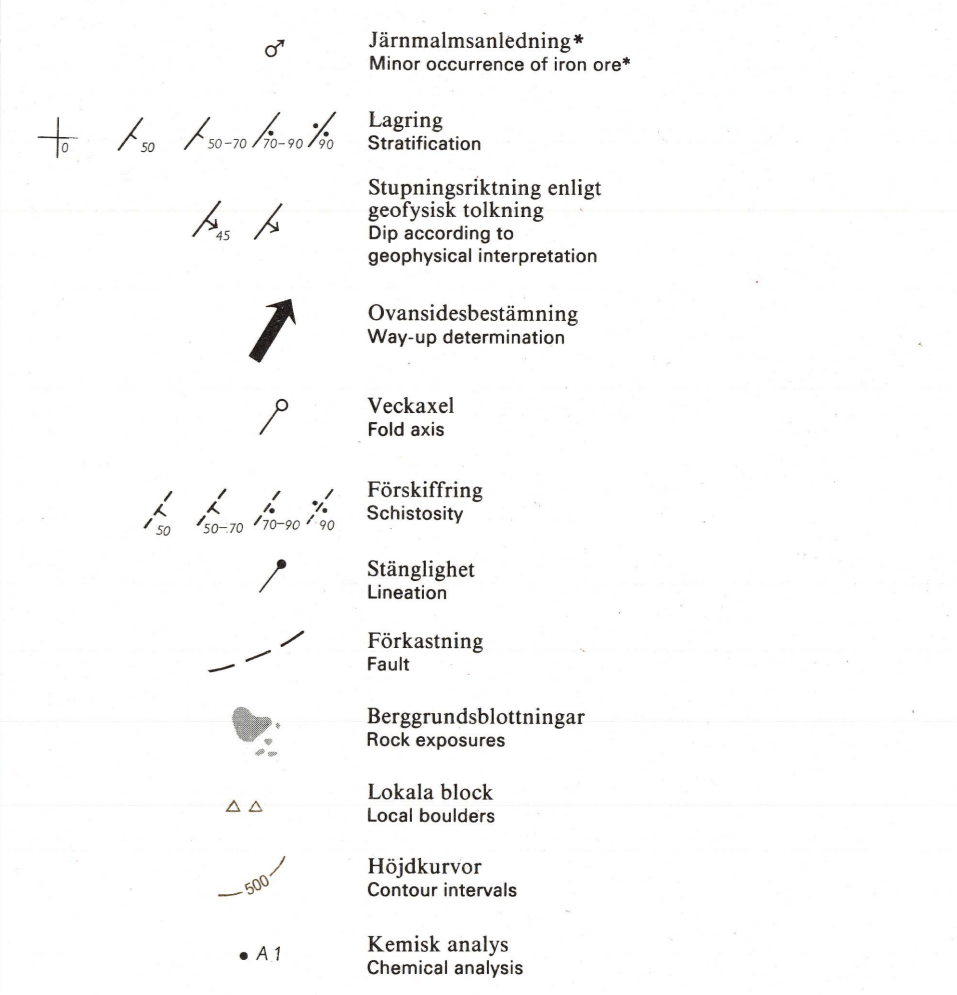 Järnmalmsanledning*
Minor occurrence of iron ore*
0 50 50-70 70-90 90
Lagring
Stratification
Stupningsriktning enligt
geofysisk tolkning
45
Dip according to
geophysical interpretation
Ovansidesbestämning
Way-up determination
Veckaxel
Fold axis
Förskiffring
50 50-70 70-90 90
Schistosity
Stänglighet
Lineation
Förkastning
Fault
Berggrundsblottningar
Rock exposures
Lokala block
Local boulders
Höjdkurvor
500
Contour intervals
A 1
Kemisk analys
Chemical analysis